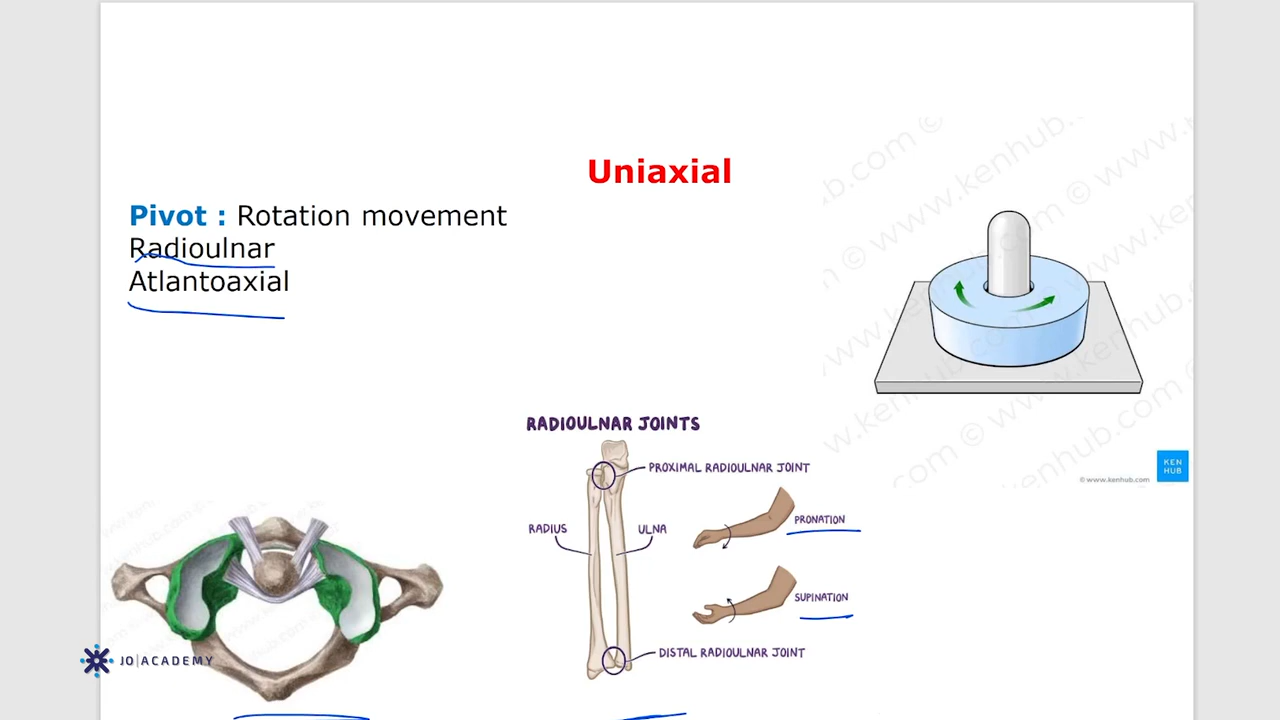 Uniaxial
Pivot : Rotation movement
Radioulnar
Atlantoaxial
RADIOULNAR JOINTS
PROXIMAL RADIOULNAR JOINT
RADIUS
ULNA
PRONATION
SUPINATION
DISTAL RADIOULNAR JOINT
KEN
HUB
© www.kenhub.com
JO|ACADEMY